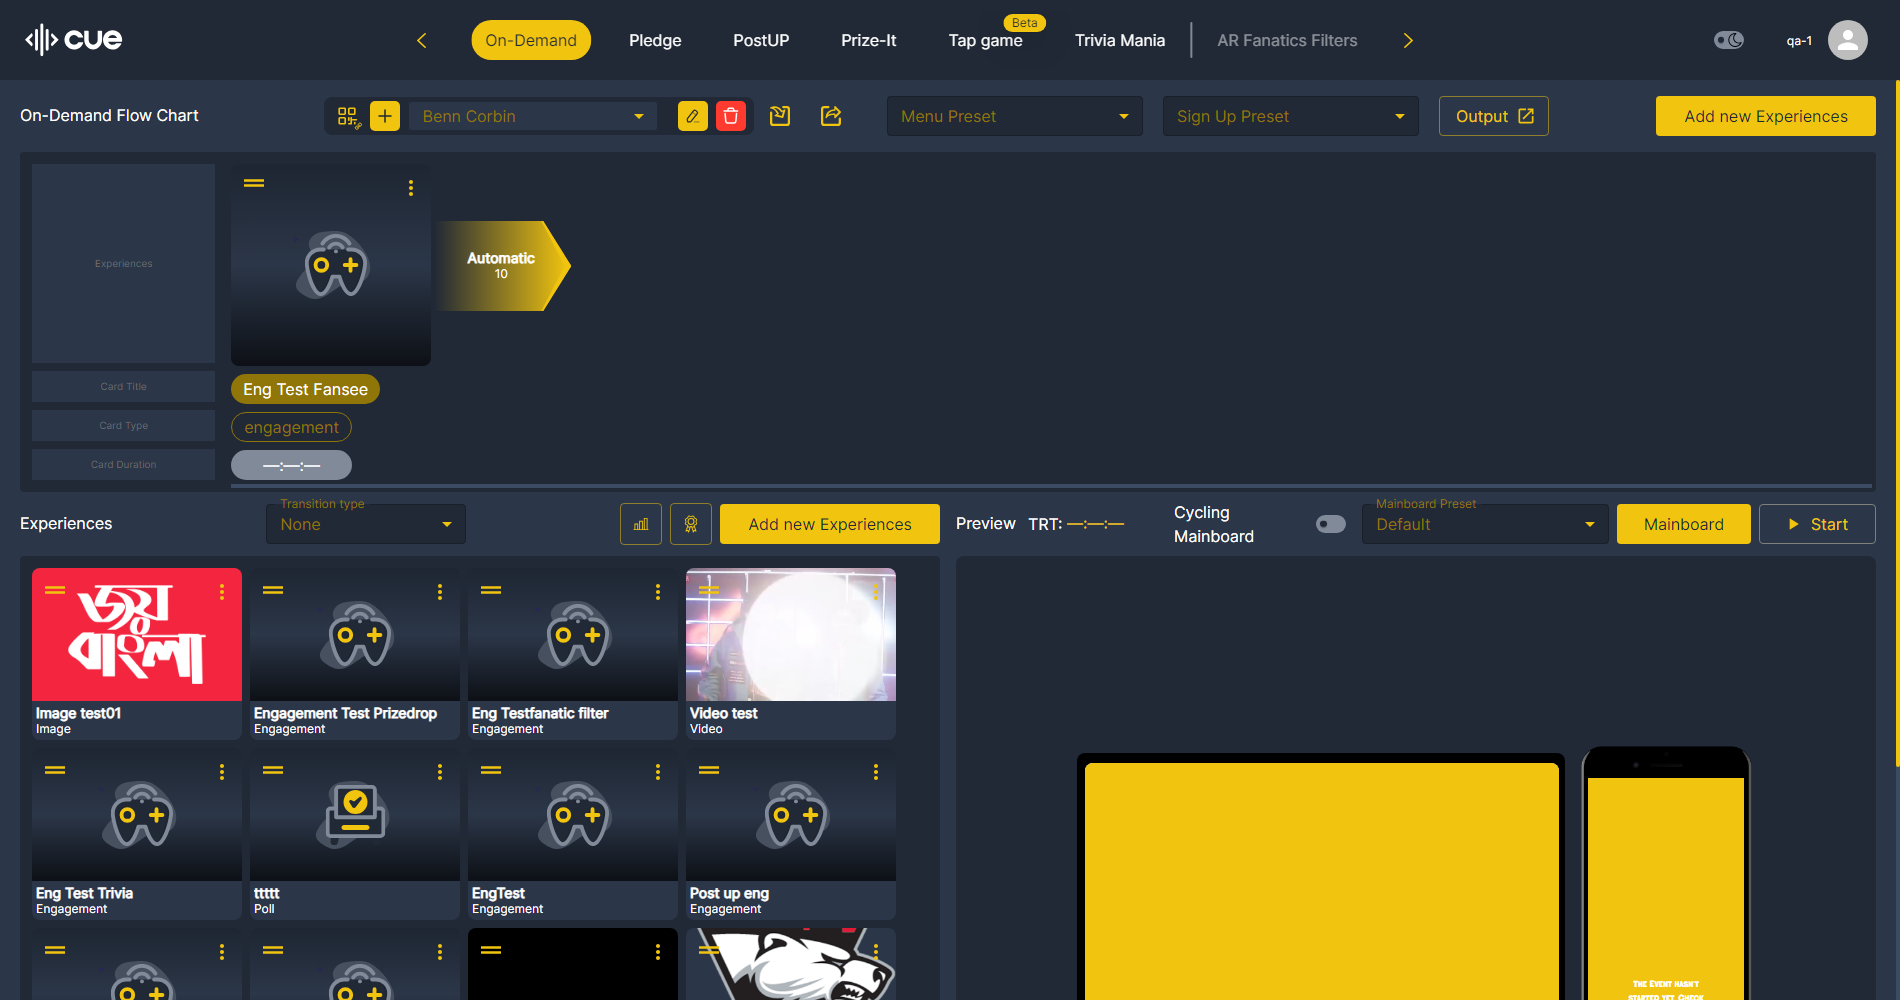 cue
On-Demand
Pledge
PostUP
Prize-It
Tap game
Beta
Trivia Mania
AR Fanatics Filters
qa-1
On-Demand Flow Chart
Benn Corbin
Menu Preset
Sign Up Preset
Output
Add new Experiences
Experiences
Automatic
10
Card Title
Eng Test Fansee
Card Type
engagement
Card Duration
—:—:—
Experiences
Transition type
None
Add new Experiences
Preview
TRT: —:—:—
Cycling
Mainboard
Mainboard Preset
Default
Mainboard
Start
জয়
বাংলা
Image test01
Image
Engagement Test Prizedrop
Engagement
Eng Testfanatic filter
Engagement
Video test
Video
Eng Test Trivia
Engagement
ttttt
Poll
EngTest
Engagement
Post up eng
Engagement
The Event hasn't
started yet. Check